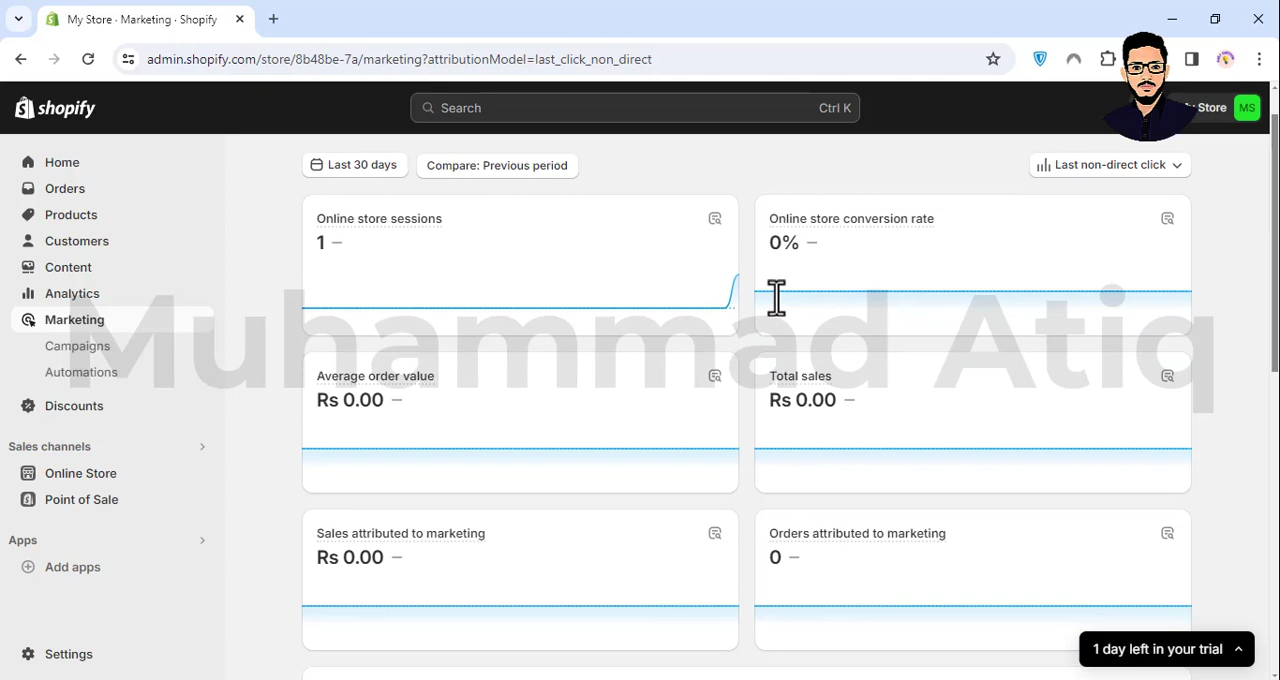 My Store · Marketing · Shopify
admin.shopify.com/store/8b48be-7a/marketing?attributionModel=last_click_non_direct
shopify
Search
Ctrl K
Store
MS
Home
Orders
Products
Customers
Content
Analytics
Marketing
Campaigns
Automations
Discounts
Sales channels
Online Store
Point of Sale
Apps
Add apps
Settings
Last 30 days
Compare: Previous period
Last non-direct click
Online store sessions
1 –
Online store conversion rate
0% –
Muhammad Atiq
Average order value
Rs 0.00 –
Total sales
Rs 0.00 –
Sales attributed to marketing
Rs 0.00 –
Orders attributed to marketing
0 –
1 day left in your trial